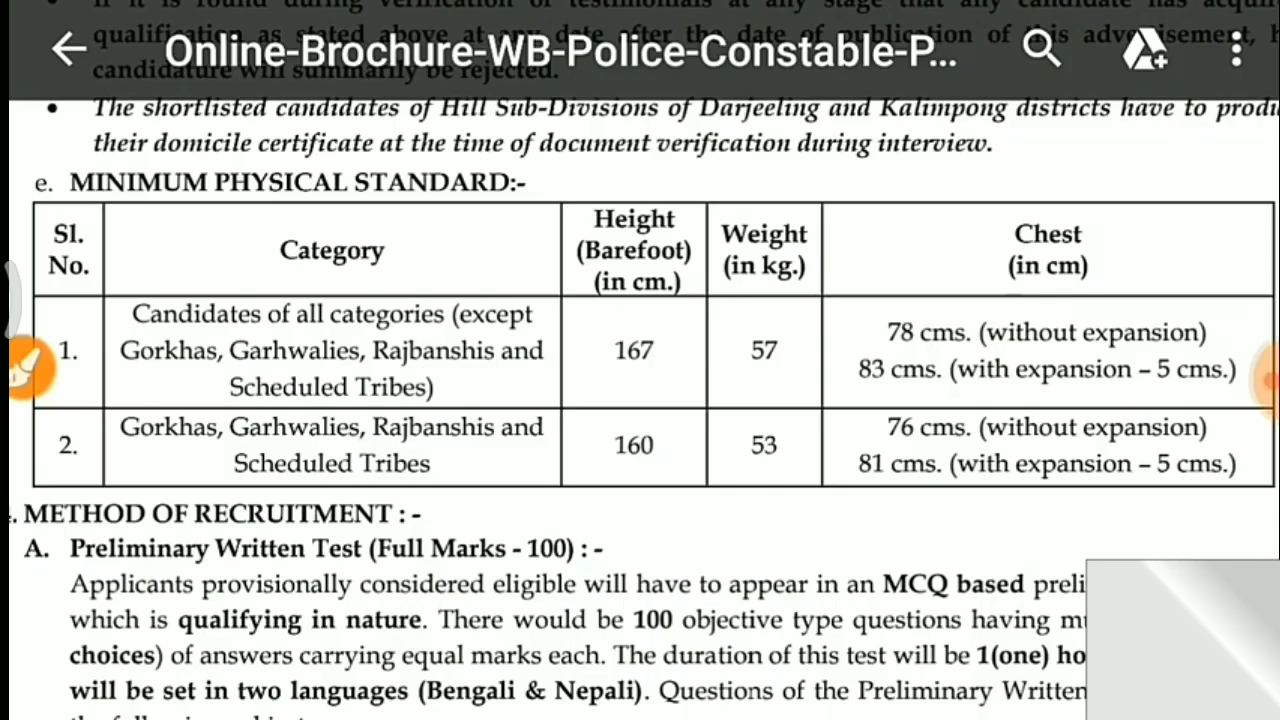 Online-Brochure-WB-Police-Constable-P...
candidature will summarily be rejected.
• The shortlisted candidates of Hill Sub-Divisions of Darjeeling and Kalimpong districts have to
their domicile certificate at the time of document verification during interview.
e. MINIMUM PHYSICAL STANDARD:-
Sl. No. Category Height (Barefoot) (in cm.) Weight (in kg.) Chest (in cm)
1. Candidates of all categories (except Gorkhas, Garhwalies, Rajbanshis and Scheduled Tribes) 167 57 78 cms. (without expansion) 83 cms. (with expansion – 5 cms.)
2. Gorkhas, Garhwalies, Rajbanshis and Scheduled Tribes 160 53 76 cms. (without expansion) 81 cms. (with expansion – 5 cms.)
. METHOD OF RECRUITMENT : -
A. Preliminary Written Test (Full Marks - 100) : -
Applicants provisionally considered eligible will have to appear in an MCQ based preli
which is qualifying in nature. There would be 100 objective type questions having
choices) of answers carrying equal marks each. The duration of this test will be 1(one) ho
will be set in two languages (Bengali & Nepali). Questions of the Preliminary Written